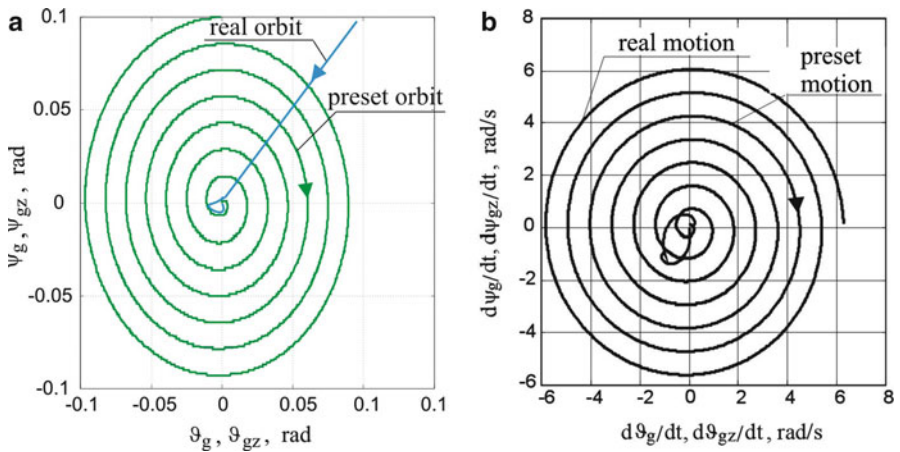 a
real orbit
preset orbit
ψg, ψgz, rad
0.1
0.05
0
-0.05
-0.1
-0.1
-0.05
0
0.05
0.1
0.1
ϑg, ϑgz, rad
b
real motion
preset
motion
dψg/dt, dψgz/dt, rad/s
8
6
4
2
0
-2
-4
-6
-6
-4
-2
0
2
4
6
8
dϑg/dt, dϑgz/dt, rad/s